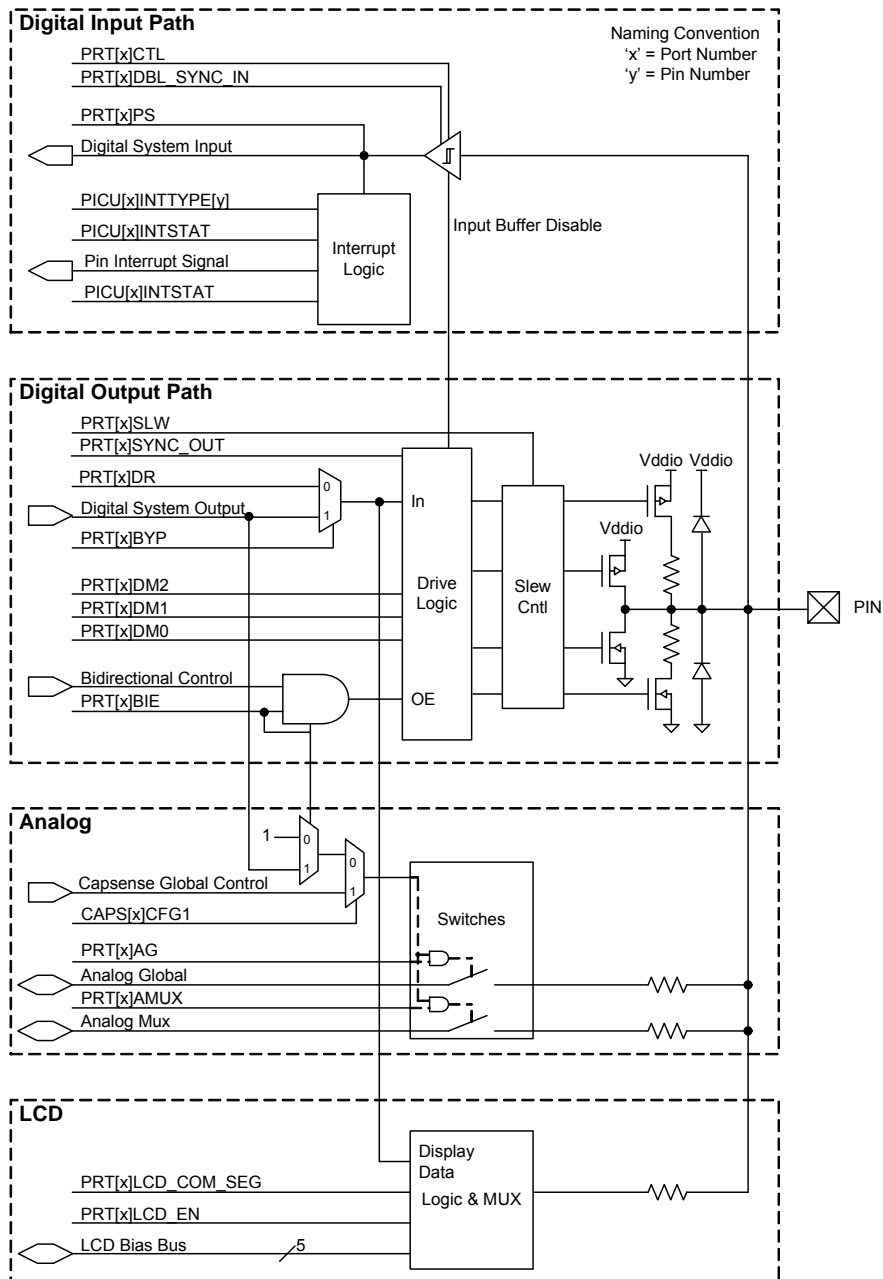 Digital Input Path
Naming Convention
‘x’ = Port Number
‘y’ = Pin Number
PRT[x]CTL
PRT[x]DBL_SYNC_IN
PRT[x]PS
Digital System Input
PICU[x]INTTYPE[y]
PICU[x]INTSTAT
Pin Interrupt Signal
PICU[x]INTSTAT
Interrupt
Logic
Input Buffer Disable
Digital Output Path
PRT[x]SLW
PRT[x]SYNC_OUT
PRT[x]DR
Digital System Output
PRT[x]BYP
0
1
PRT[x]DM2
PRT[x]DM1
PRT[x]DM0
Bidirectional Control
PRT[x]BIE
In
Drive
Logic
OE
Slew
Cntl
Vddio Vddio
Vddio
PIN
Analog
1
0
1
0
1
Capsense Global Control
CAPS[x]CFG1
Switches
PRT[x]AG
Analog Global
PRT[x]AMUX
Analog Mux
LCD
Display
Data
Logic & MUX
PRT[x]LCD_COM_SEG
PRT[x]LCD_EN
LCD Bias Bus
5